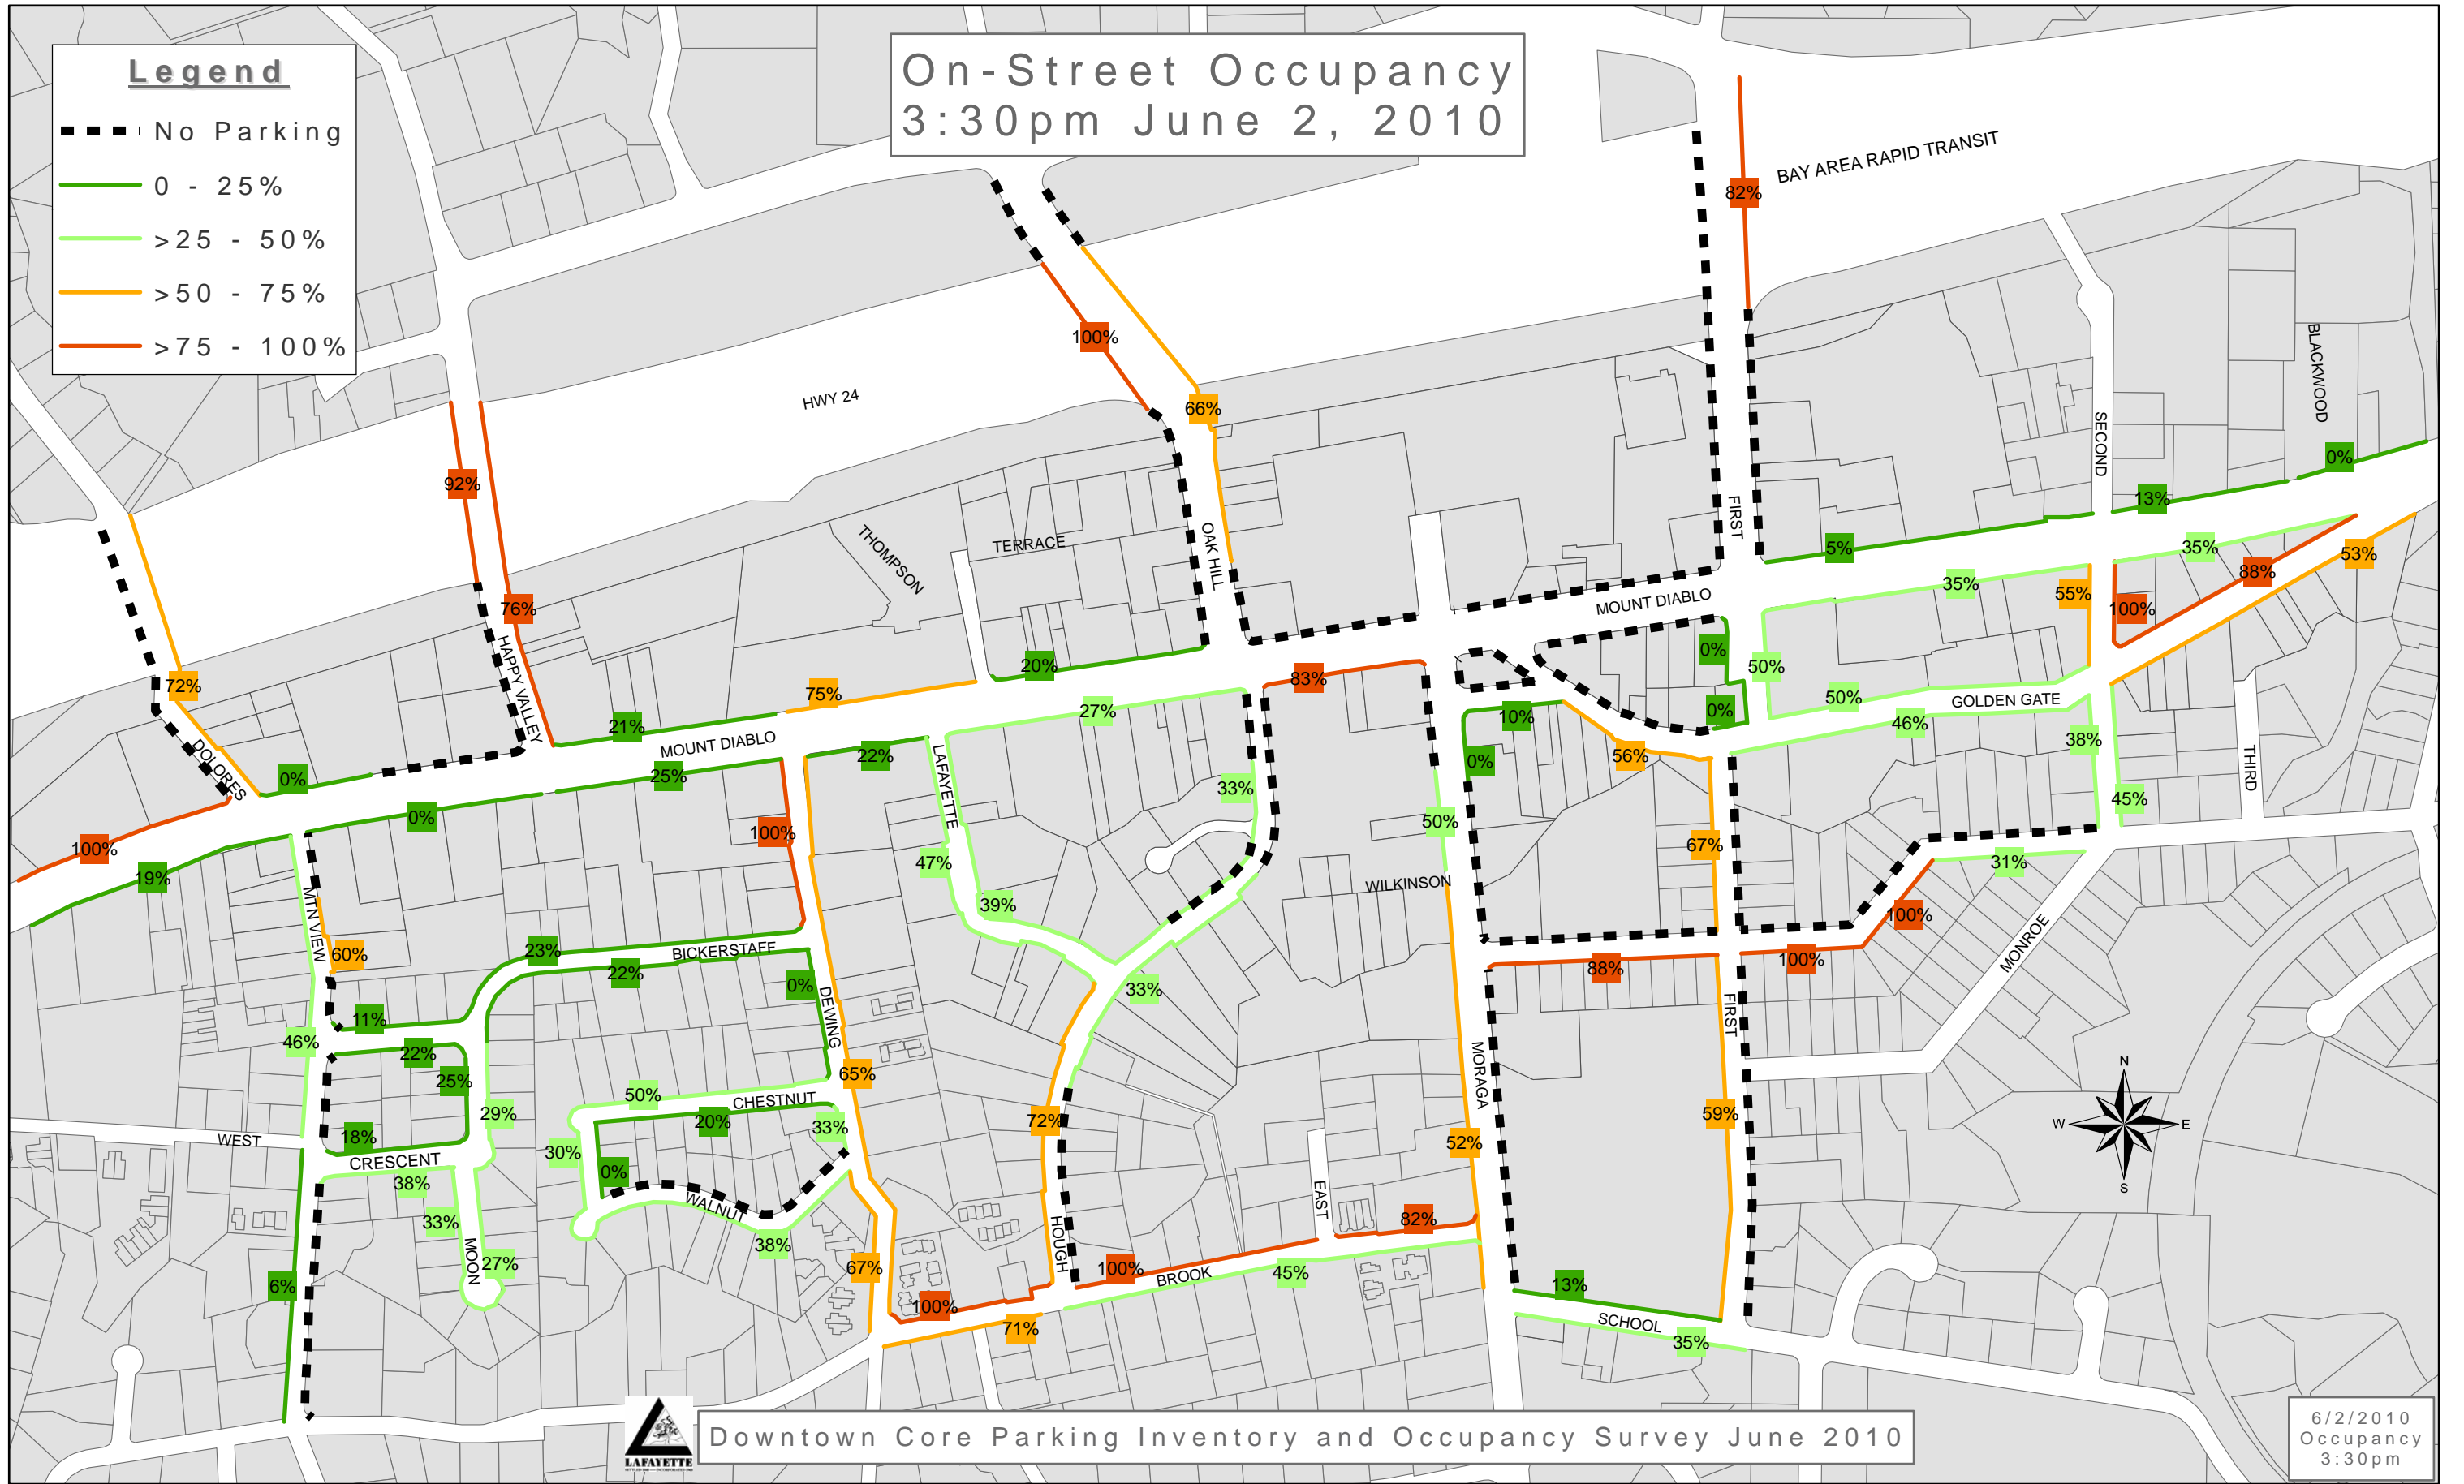 Legend
No Parking
0 - 25%
>25 - 50%
>50 - 75%
>75 - 100%
On-Street Occupancy
3:30pm June 2, 2010
BAY AREA RAPID TRANSIT
82%
100%
66%
HWY 24
92%
76%
72%
DOLORES
HAPPY VALLEY
THOMPSON
TERRACE
OAK HILL
FIRST
SECOND
BLACKWOOD
0%
13%
5%
35%
35%
53%
88%
55%
100%
MOUNT DIABLO
20%
83%
0%
50%
0%
50%
GOLDEN GATE
46%
38%
45%
THIRD
75%
21%
MOUNT DIABLO
27%
10%
0%
56%
0%
25%
22%
LAFAYETTE
0%
100%
19%
100%
33%
50%
67%
47%
39%
WILKINSON
31%
100%
MONROE
MTN VIEW
60%
23%
22%
BICKERSTAFF
0%
DEWING
33%
88%
100%
FIRST
11%
46%
22%
25%
29%
65%
50%
CHESTNUT
20%
33%
72%
MORAGA
59%
52%
WEST
18%
CRESCENT
38%
30%
0%
WALNUT
38%
33%
MOON
27%
6%
67%
HOUGH
EAST
82%
100%
BROOK
45%
100%
71%
13%
SCHOOL
35%
N
W
E
S
LAFAYETTE
Downtown Core Parking Inventory and Occupancy Survey June 2010
6/2/2010
Occupancy
3:30pm